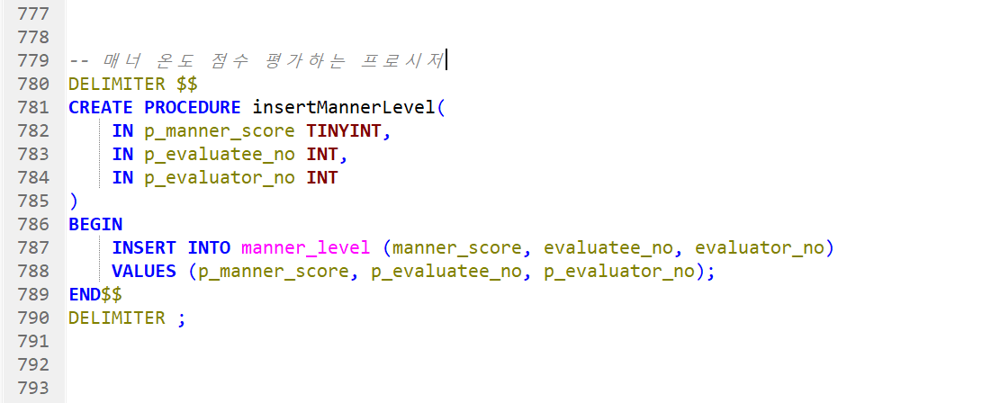 777
778
779 -- 매너 온도 점수 평가하는 프로시저
780 DELIMITER $$
781 CREATE PROCEDURE insertMannerLevel(
782     IN p_manner_score TINYINT,
783     IN p_evaluatee_no INT,
784     IN p_evaluator_no INT
785 )
786 BEGIN
787     INSERT INTO manner_level (manner_score, evaluatee_no, evaluator_no)
788     VALUES (p_manner_score, p_evaluatee_no, p_evaluator_no);
789 END$$
790 DELIMITER ;
791
792
793